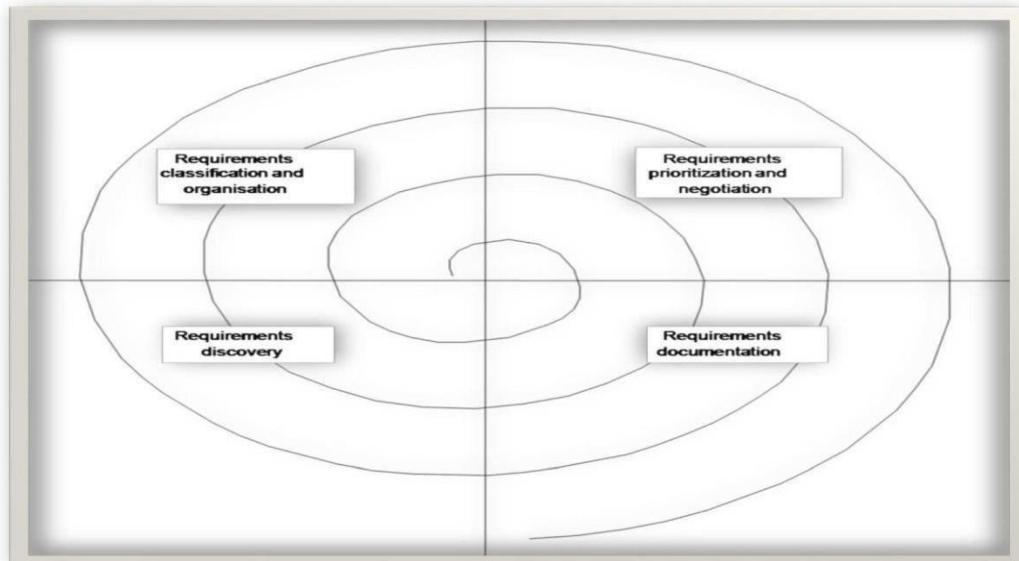 Requirements
classification and
organisation
Requirements
prioritization and
negotiation
Requirements
discovery
Requirements
documentation